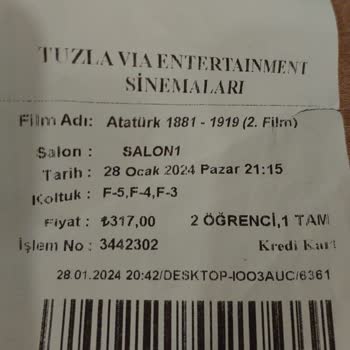 TUZLA VIA ENTERTAINMENT
SİNEMALARI
Film Adı: Atatürk 1881 - 1919 (2. Film)
Salon : SALON1
Tarih : 28 Ocak 2024 Pazar 21:15
Koltuk : F-5,F-4,F-3
Fiyat : ₺317,00 2 ÖĞRENCİ,1 TAM
İşlem No : 3442302 Kredi Kart
28.01.2024 20:42/DESKTOP-IOO3AUC/6361